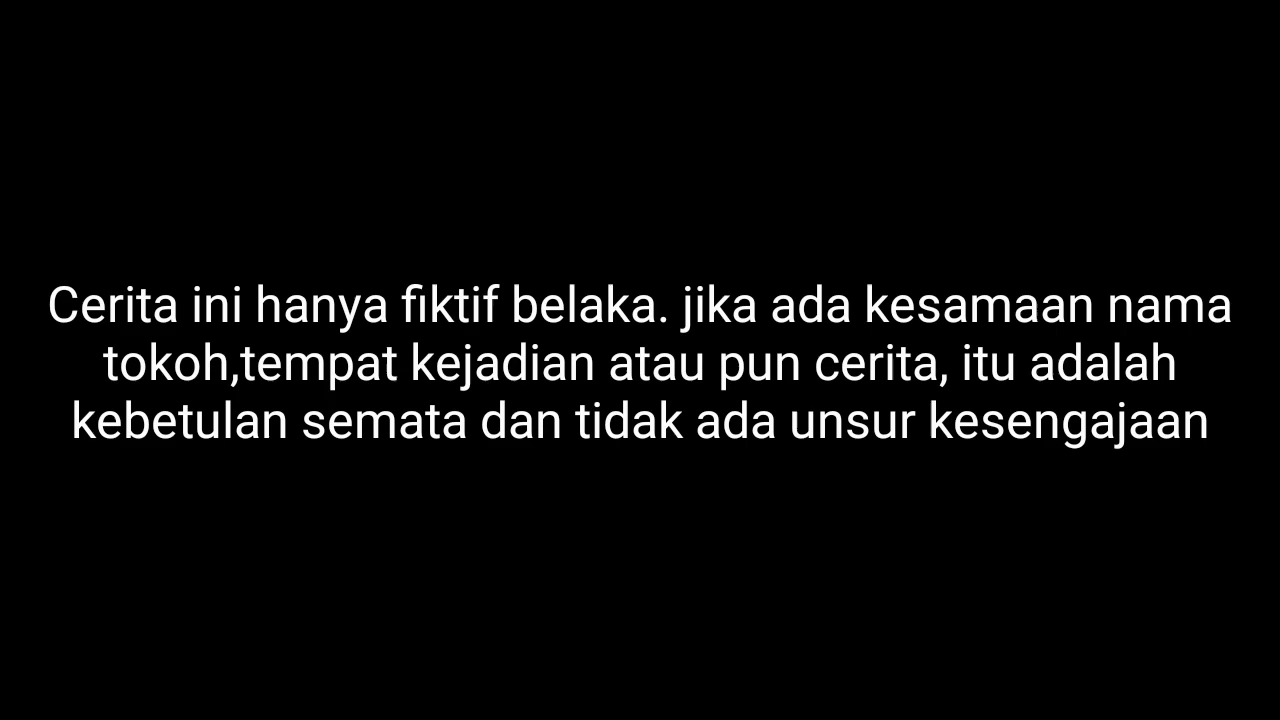 Cerita ini hanya fiktif belaka. jika ada kesamaan nama
tokoh,tempat kejadian atau pun cerita, itu adalah
kebetulan semata dan tidak ada unsur kesengajaan